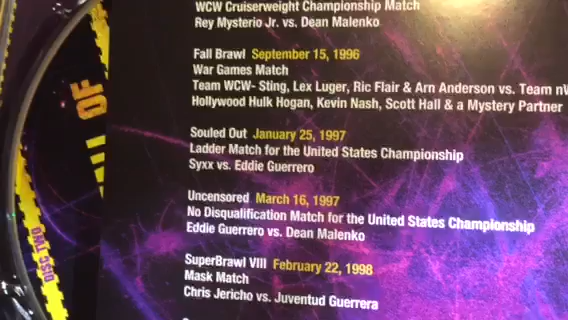 WCW Cruiserweight Championship Match
Rey Mysterio Jr. vs. Dean Malenko
Fall Brawl September 15, 1996
War Games Match
Team WCW- Sting, Lex Luger, Ric Flair & Arn Anderson vs. Team
Hollywood Hulk Hogan, Kevin Nash, Scott Hall & a Mystery Partner
Souled Out January 25, 1997
Ladder Match for the United States Championship
Syxx vs. Eddie Guerrero
Uncensored March 16, 1997
No Disqualification Match for the United States Championship
Eddie Guerrero vs. Dean Malenko
SuperBrawl VIII February 22, 1998
Mask Match
Chris Jericho vs. Juventud Guerrera
OF
DISC TWO